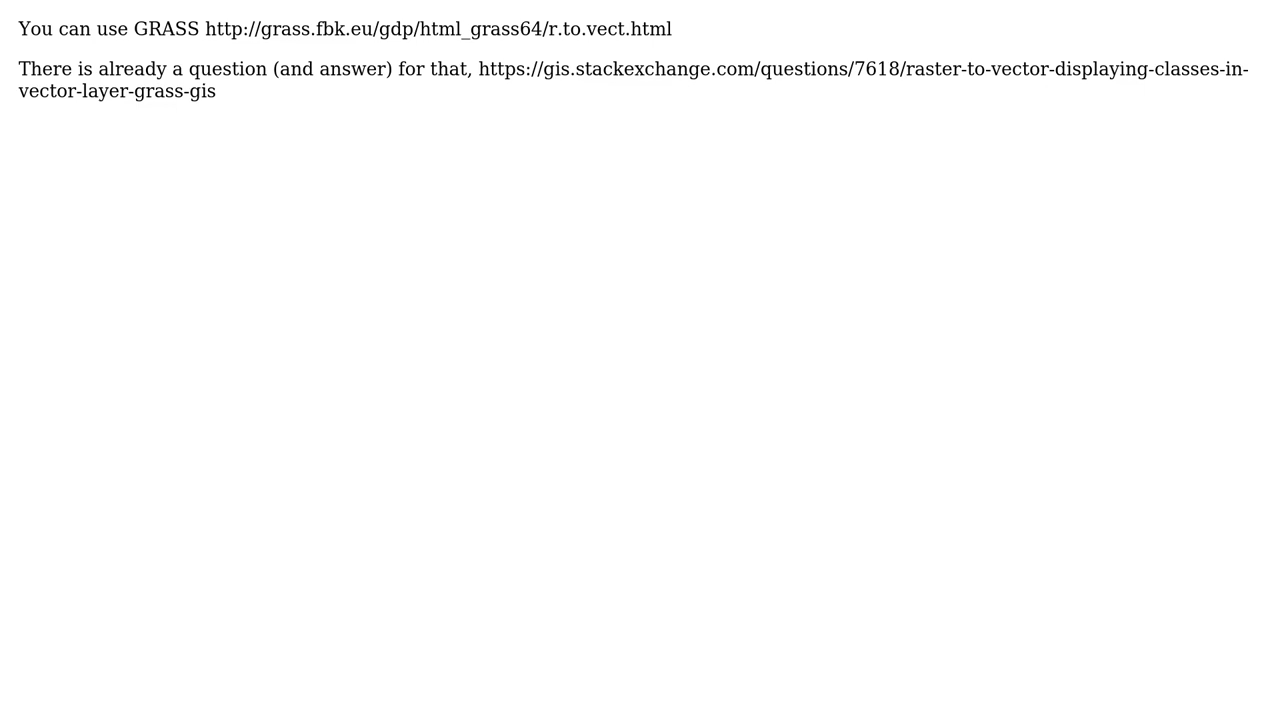 You can use GRASS http://grass.fbk.eu/gdp/html_grass64/r.to.vect.html
There is already a question (and answer) for that, https://gis.stackexchange.com/questions/7618/raster-to-vector-displaying-classes-in-
vector-layer-grass-gis